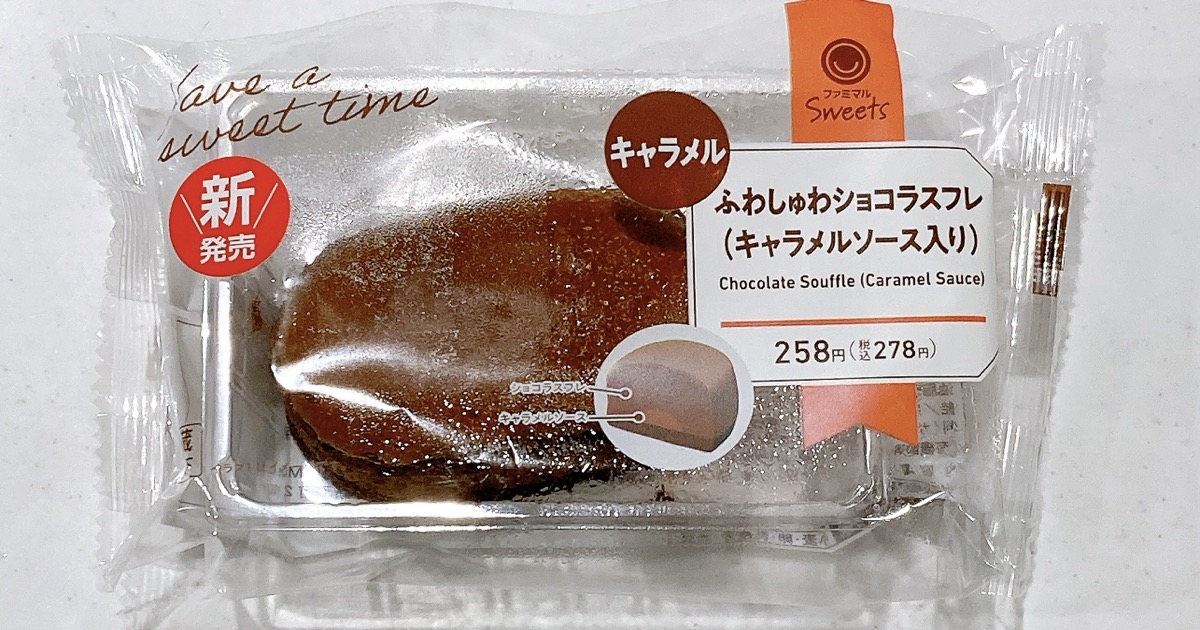 have a
sweet time
新
発売
キャラメル
ファミマル
Sweets
ふわしゅわショコラスフレ
(キャラメルソース入り)
Chocolate Souffle (Caramel Sauce)
258円(税込278円)
ショコラスフレ
キャラメルソース